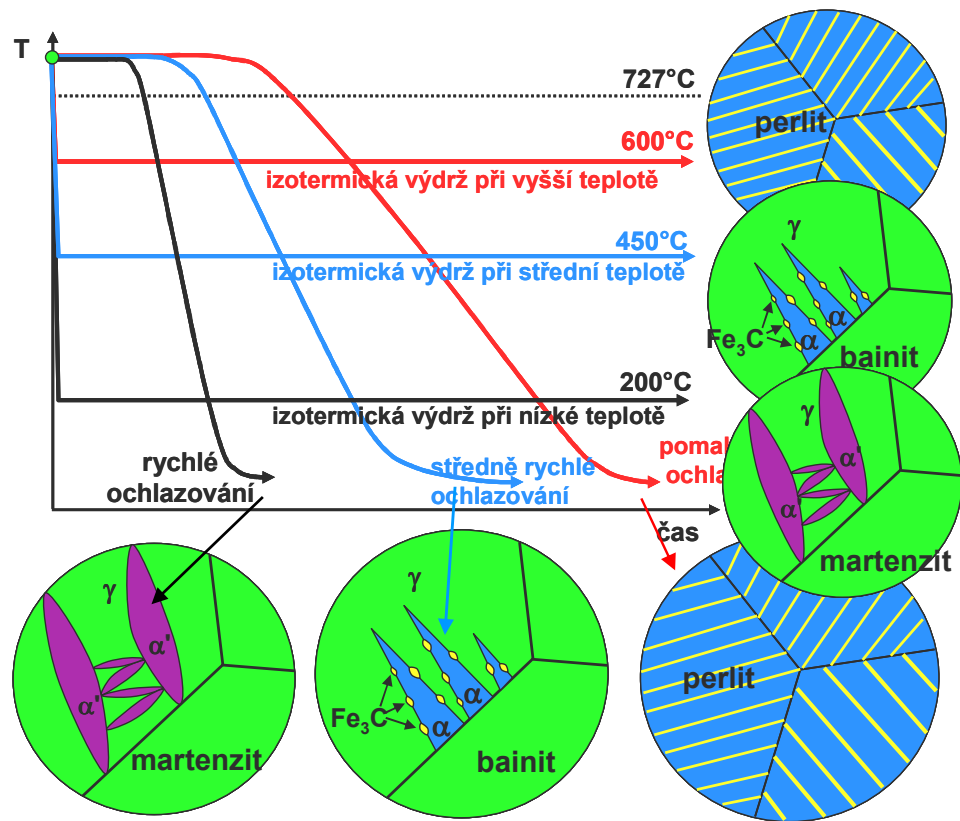 T
727°C
600°C
izotermická výdrž při vyšší teplotě
450°C
izotermická výdrž při střední teplotě
200°C
izotermická výdrž při nízké teplotě
rychlé
ochlazování
středně rychlé
ochlazování
čas
perlit
γ
Fe₃C
α
α
bainit
γ
α'
martenzit
γ
α'
α'
martenzit
γ
Fe₃C
α
α
bainit
perlit